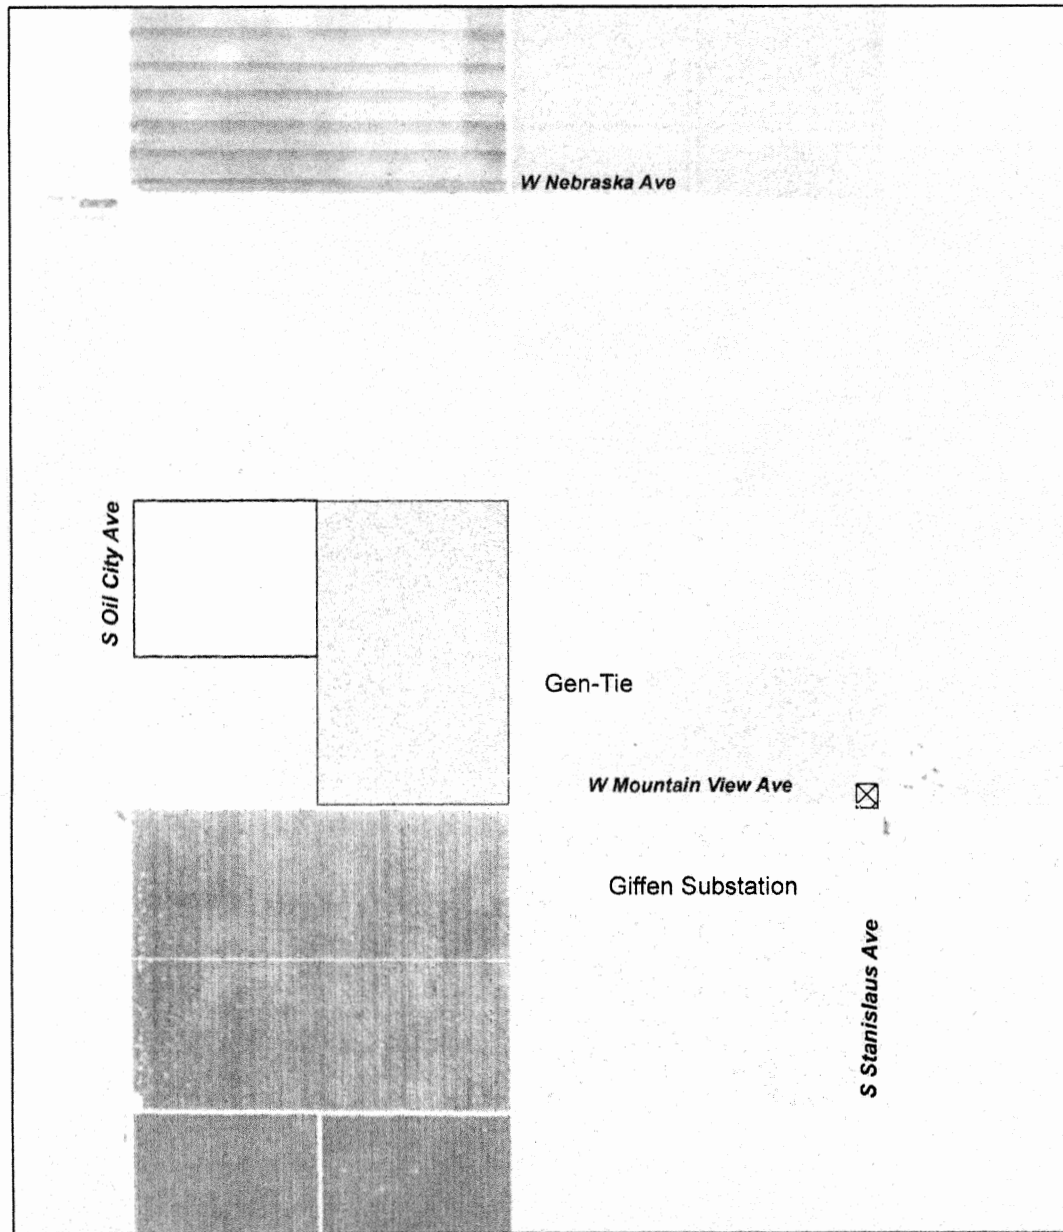 W Nebraska Ave
S Oil City Ave
Gen-Tie
W Mountain View Ave
Giffen Substation
S Stanislaus Ave